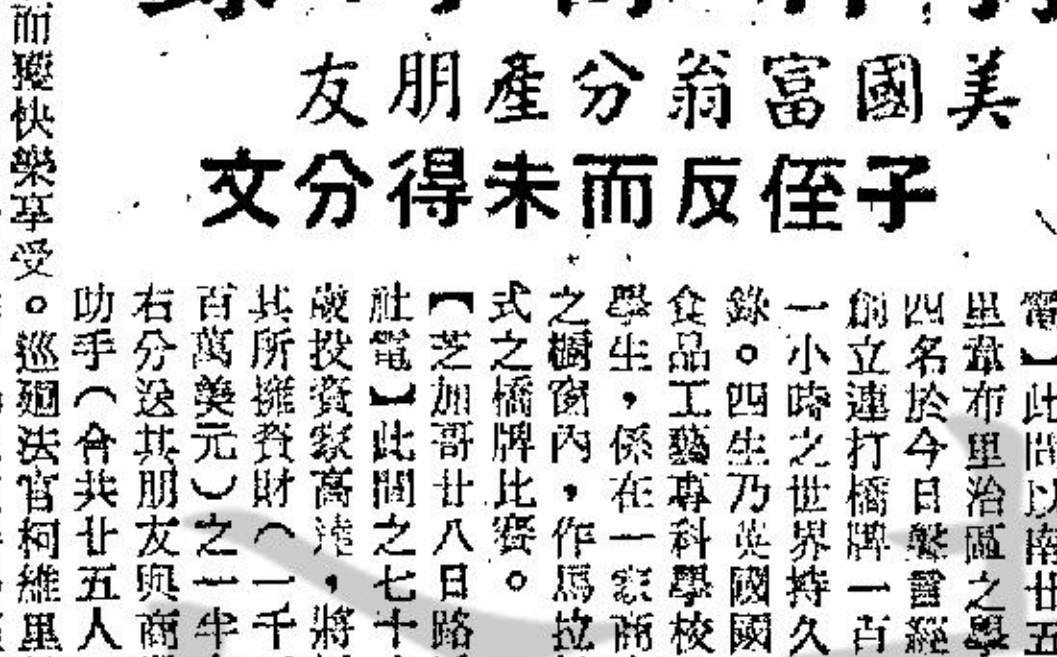 美國富翁分產朋友
子侄反而未得分文
電】此間以南廿五
里韋布里治區之學
四名於今日經
創立連打橋牌一百
一小時之世界持久
錄。四生乃英國國
食品工藝專科學校
學生，係在一家商
之櫥窗內，作馬拉
式之橋牌比賽。
【芝加哥廿八日路
社電】此間之七十
歲投資家高達，將
其所擁資財（一千
百萬美元）之一半
右分送其朋友與商
助手（合共廿五人
而獲快樂享受。巡廻法官柯維里